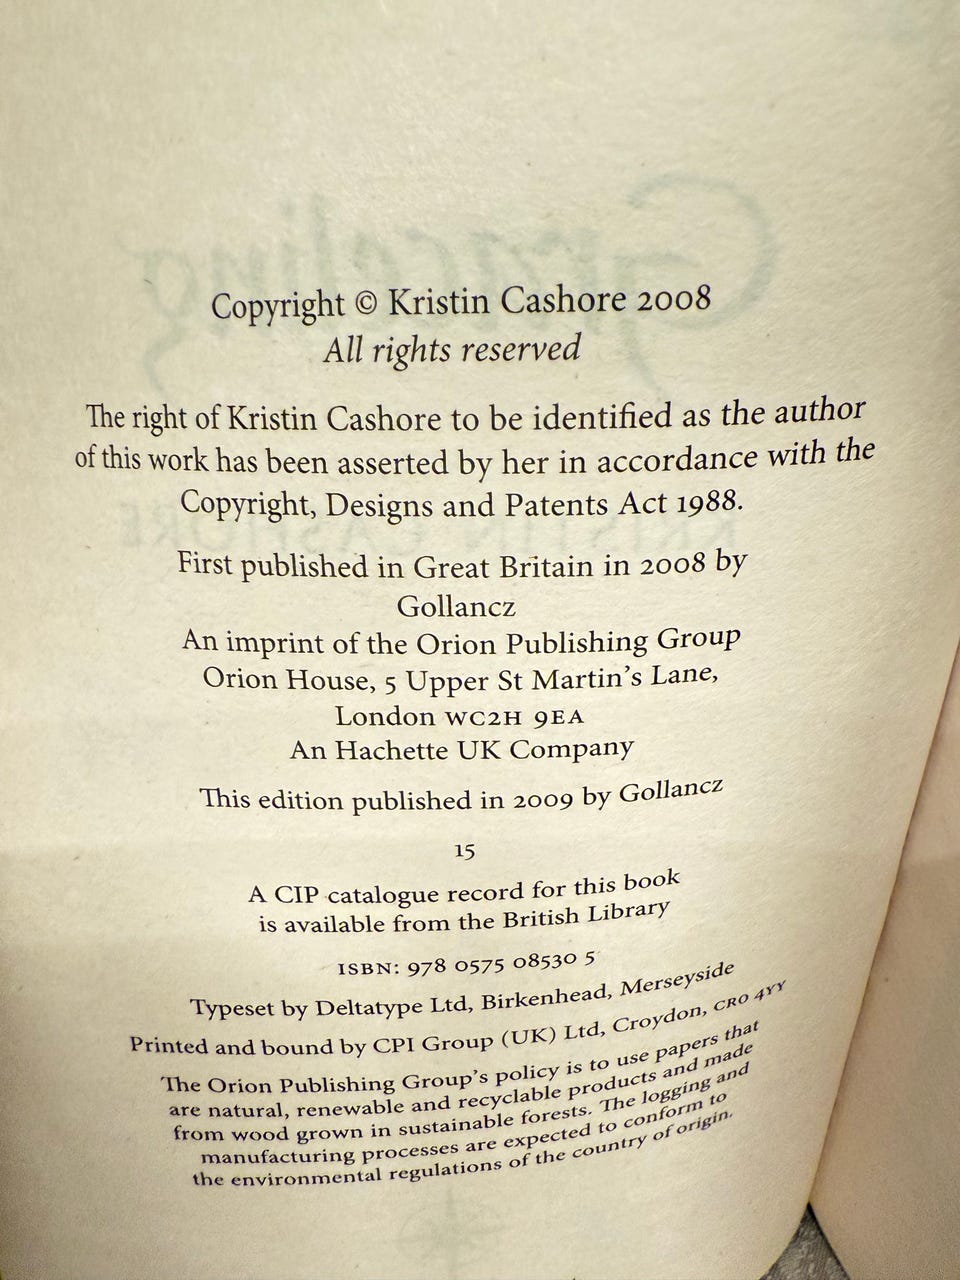 Graceling
KRISTIN CASHORE
Copyright © Kristin Cashore 2008
All rights reserved
The right of Kristin Cashore to be identified as the author
of this work has been asserted by her in accordance with the
Copyright, Designs and Patents Act 1988.
First published in Great Britain in 2008 by
Gollancz
An imprint of the Orion Publishing Group
Orion House, 5 Upper St Martin's Lane,
London WC2H 9EA
An Hachette UK Company
This edition published in 2009 by Gollancz
15
A CIP catalogue record for this book
is available from the British Library
ISBN: 978 0575 08530 5
Typeset by Deltatype Ltd, Birkenhead, Merseyside
Printed and bound by CPI Group (UK) Ltd, Croydon, CR0 4YY
The Orion Publishing Group's policy is to use papers that
are natural, renewable and recyclable products and made
from wood grown in sustainable forests. The logging and
manufacturing processes are expected to conform to
the environmental regulations of the country of origin.